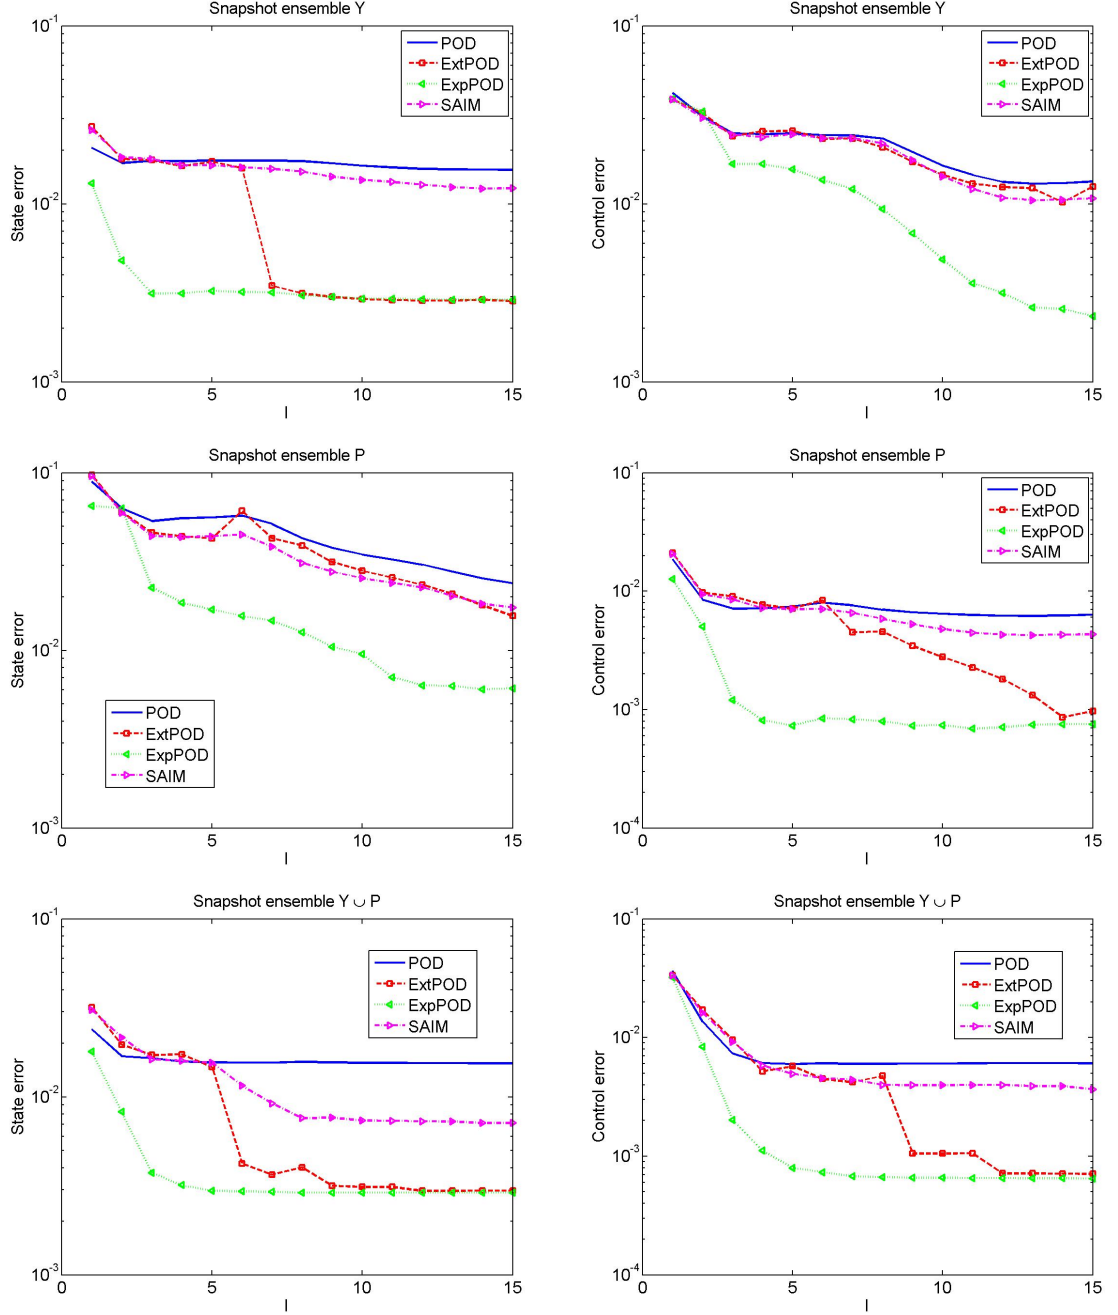 Snapshot ensemble Y
10^-1
10^-2
10^-3
State error
0
5
10
15
l
POD
ExtPOD
ExpPOD
SAIM
Snapshot ensemble Y
10^-1
10^-2
10^-3
Control error
0
5
10
15
l
POD
ExtPOD
ExpPOD
SAIM
Snapshot ensemble P
10^-1
10^-2
10^-3
State error
0
5
10
15
l
POD
ExtPOD
ExpPOD
SAIM
Snapshot ensemble P
10^-1
10^-2
10^-3
10^-4
Control error
0
5
10
15
l
POD
ExtPOD
ExpPOD
SAIM
Snapshot ensemble Y ∪ P
10^-1
10^-2
10^-3
State error
0
5
10
15
l
POD
ExtPOD
ExpPOD
SAIM
Snapshot ensemble Y ∪ P
10^-1
10^-2
10^-3
10^-4
Control error
0
5
10
15
l
POD
ExtPOD
ExpPOD
SAIM